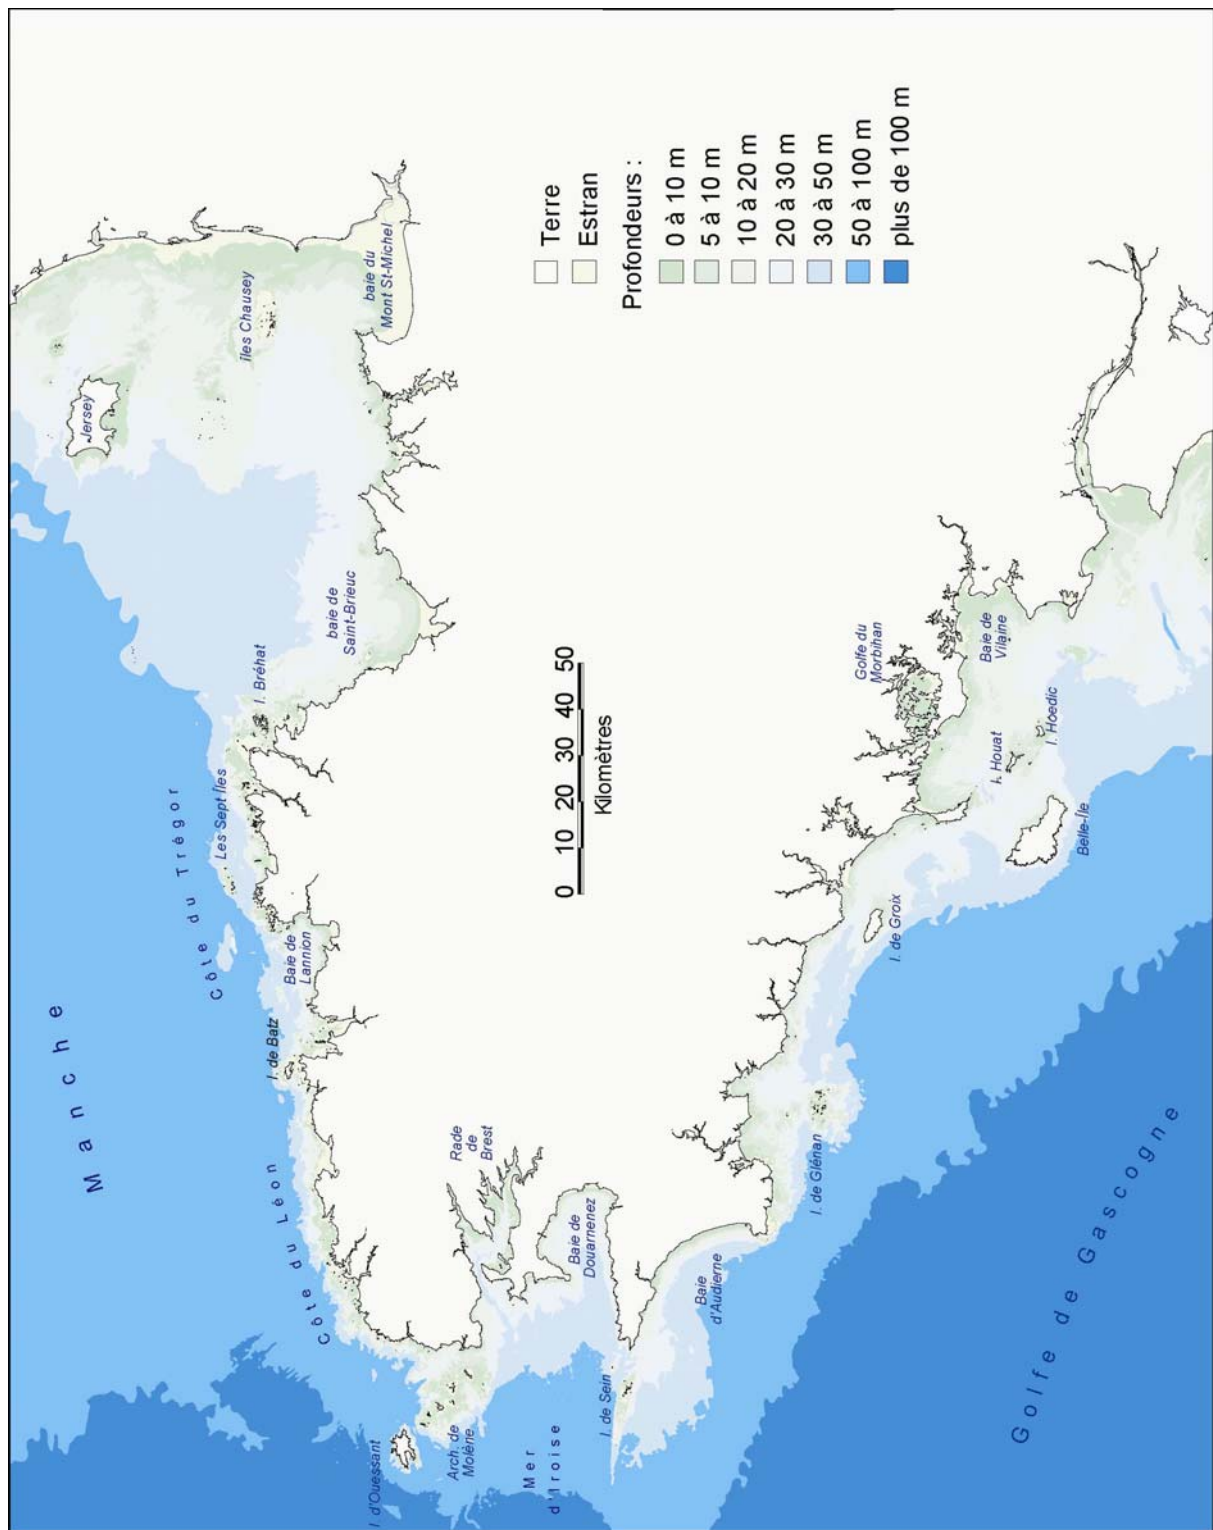 Manche
Côte du Trégor
Côte du Léon
Jersey
îles Chausey
baie du
Mont St-Michel
baie de
Saint-Brieuc
I. Bréhat
Les Sept Îles
Baie de
Lannion
I. de Batz
I d'Ouessant
Arch. de
Molène
Mer
d'Iroise
Rade
de
Brest
Baie de
Douarnenez
I. de Sein
Baie
d'Audierne
I. de Glénan
I. de Groix
Belle-Île
I. Houat
I. Hoedic
Golfe du
Morbihan
Baie de
Vilaine
Golfe de Gascogne
0 10 20 30 40 50
Kilomètres
Terre
Estran
Profondeurs :
0 à 10 m
5 à 10 m
10 à 20 m
20 à 30 m
30 à 50 m
50 à 100 m
plus de 100 m